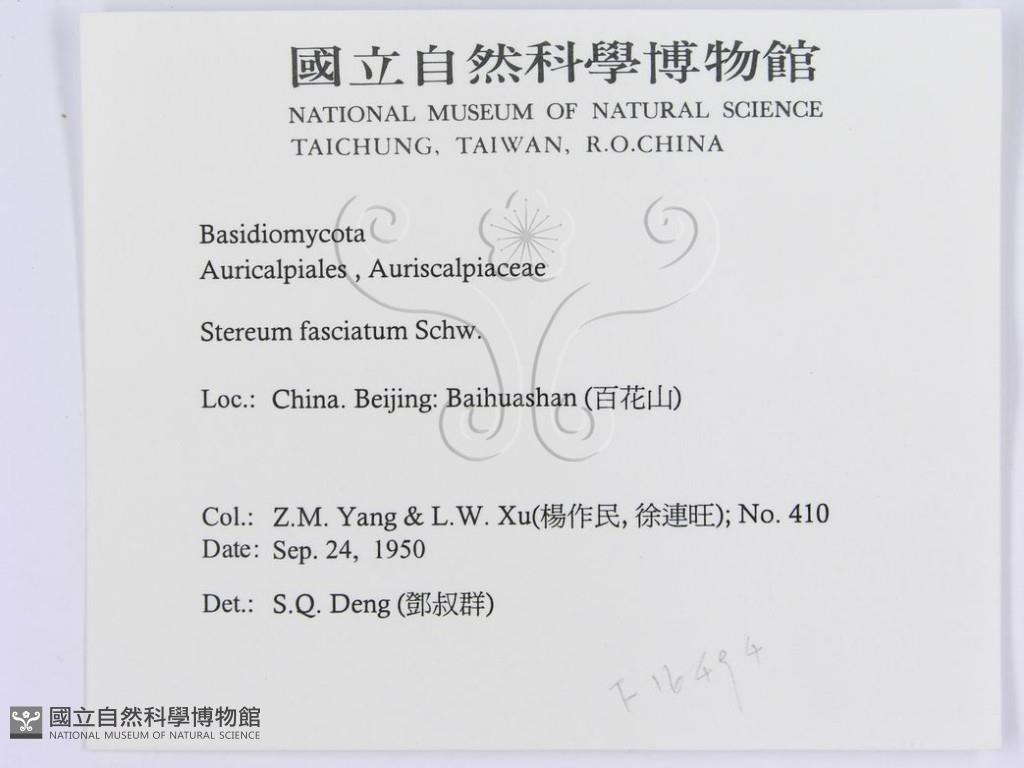 國立自然科學博物館
NATIONAL MUSEUM OF NATURAL SCIENCE
TAICHUNG, TAIWAN, R.O.CHINA
Basidiomycota
Auricalpiales , Auriscalpiaceae
Stereum fasciatum Schw.
Loc.: China. Beijing: Baihuashan (百花山)
Col.: Z.M. Yang & L.W. Xu(楊作民, 徐連旺); No. 410
Date: Sep. 24, 1950
Det.: S.Q. Deng (鄧叔群)
F16494
國立自然科學博物館
NATIONAL MUSEUM OF NATURAL SCIENCE